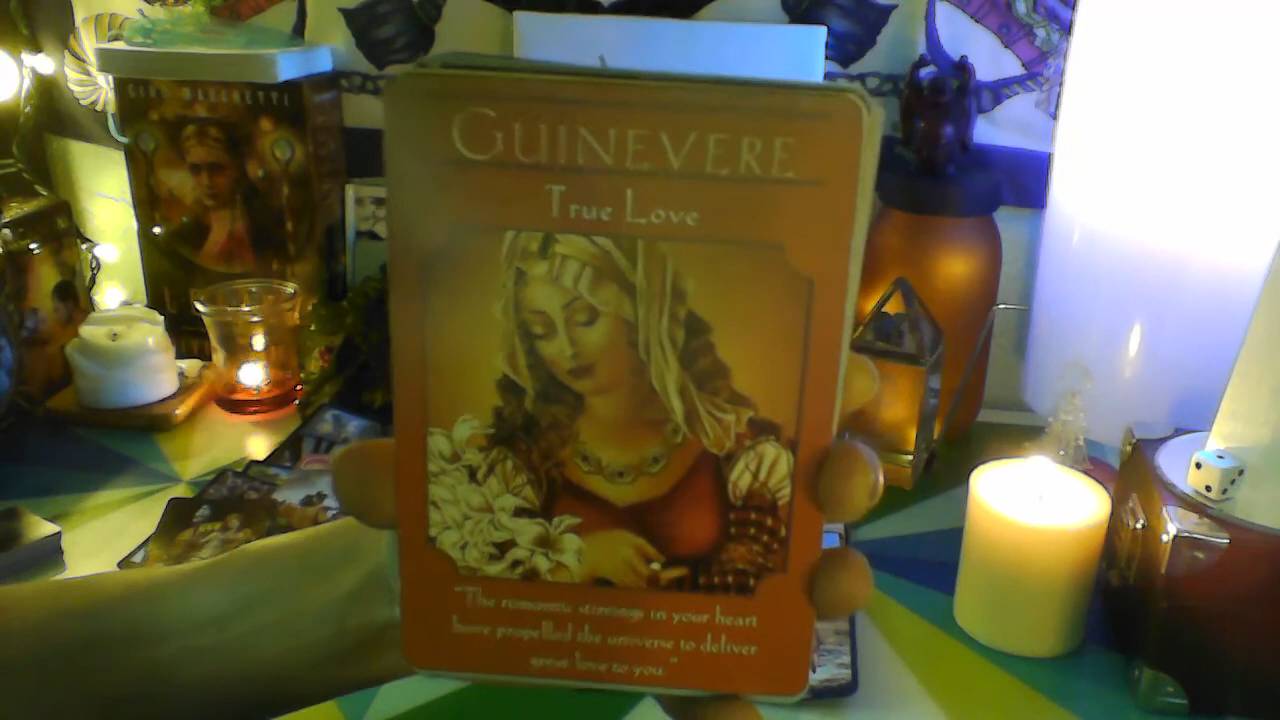 GUINEVERE
True Love
"The romantic stirrings in your heart
have propelled the universe to deliver
great love to you."